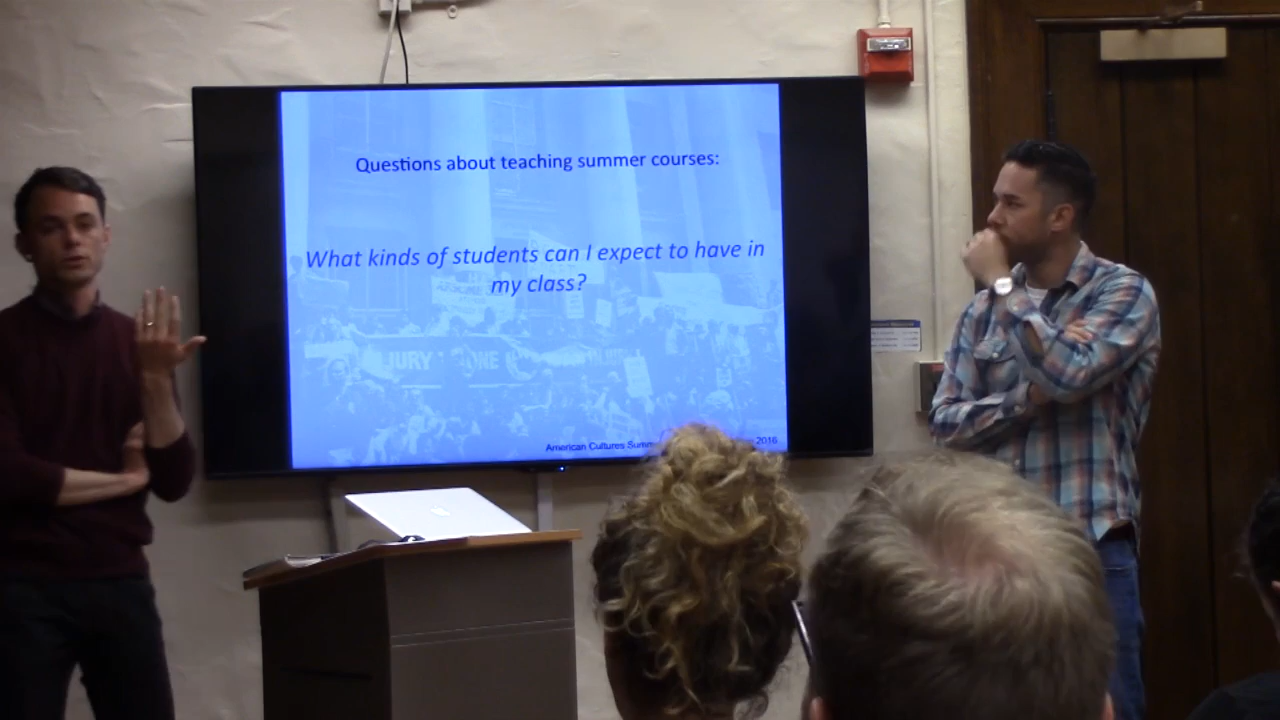 Questions about teaching summer courses:
What kinds of students can I expect to have in
my class?
American Cultures 2016